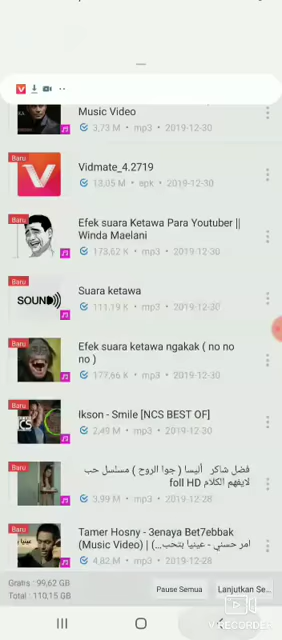 Music Video
3,73 M • mp3 • 2019-12-30
Baru
Vidmate_4.2719
13,05 M • apk • 2019-12-30
Baru
Efek suara Ketawa Para Youtuber ||
Winda Maelani
173,62 K • mp3 • 2019-12-30
Baru
Suara ketawa
SOUND
111,19 K • mp3 • 2019-12-30
Baru
Efek suara ketawa ngakak ( no no
no )
177,66 K • mp3 • 2019-12-30
Baru
Ikson - Smile [NCS BEST OF]
CS
2,49 M • mp3 • 2019-12-30
Baru
فضل شاكر أليسا ( جوا الروح ) مسلسل حب
لايفهم الكلام foll HD
3,99 M • mp3 • 2019-12-28
Baru
Tamer Hosny - 3enaya Bet7ebbak
(Music Video) | (...تامر حسني - عينيا بتحب
4,82 M • mp3 • 2019-12-28
Gratis : 99,62 GB
Total : 110,15 GB
Pause Semua
Lanjutkan Se...
RECORDER